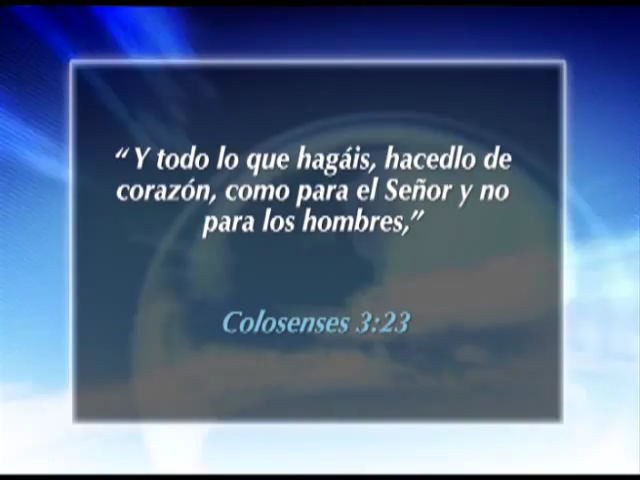 “ Y todo lo que hagáis, hacedlo de
corazón, como para el Señor y no
para los hombres,”
Colosenses 3:23